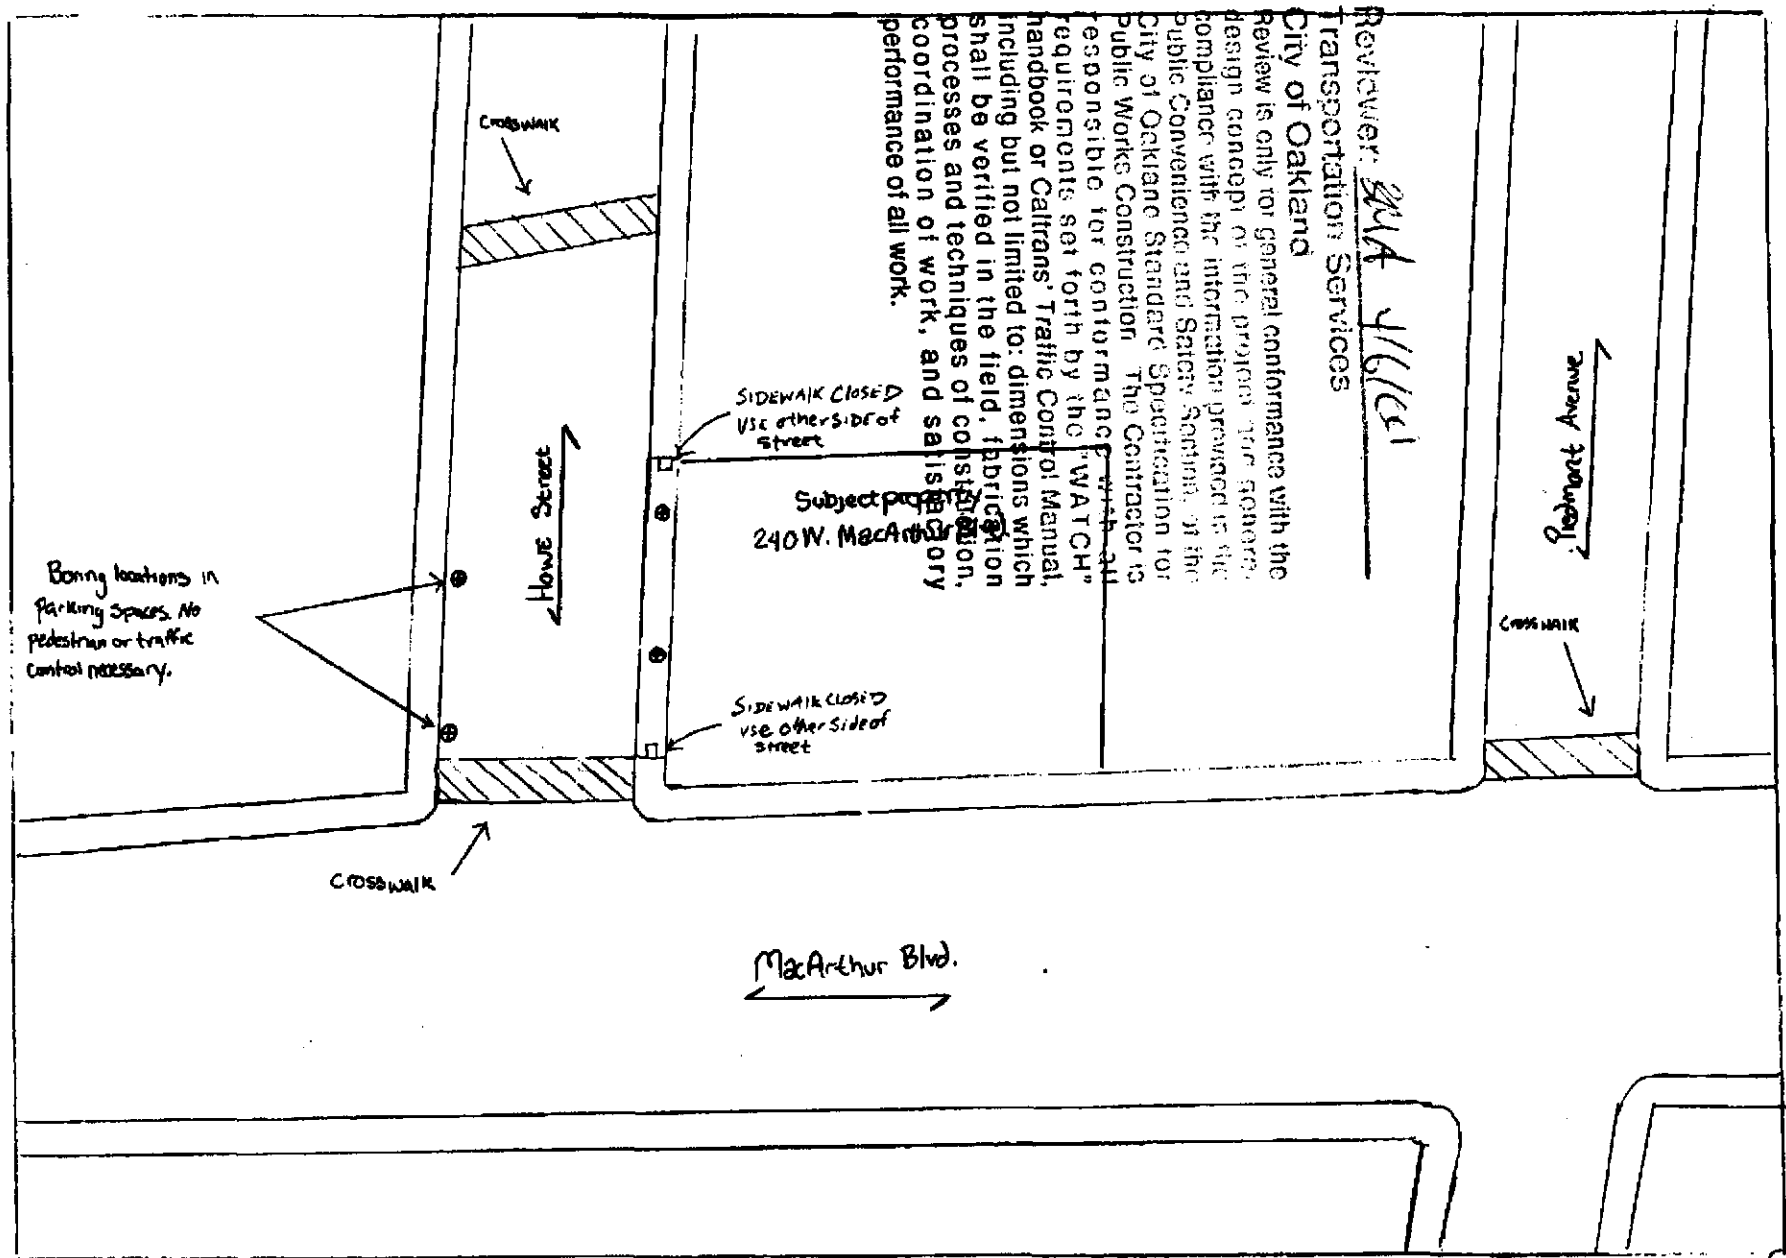 Reviewer:
Transportation Services
City of Oakland
Review is only for general conformance with the
design concept of the project and general
compliance with the information provided in the
Public Convenience and Safety Section, of the
City of Oakland Standard Specification for
Public Works Construction The Contractor is
responsible for conformance with all
requirements set forth by the "WATCH"
handbook or Caltrans' Traffic Control Manual,
including but not limited to: dimensions which
shall be verified in the field, fabrication
processes and techniques of construction,
coordination of work, and satisfactory
performance of all work.
Crosswalk
SIDEWALK CLOSED
USE other SIDE of
street
Howe Street
Subject property
240 W. MacArthur
Piedmont Avenue
Boring locations in
Parking Spaces. No
pedestrian or traffic
control necessary.
CROSSWALK
SIDEWALK CLOSED
use other side of
street
Crosswalk
MacArthur Blvd.